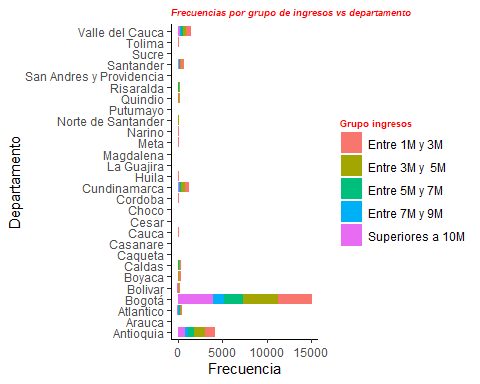 Frecuencias por grupo de ingresos vs departamento
Departamento
Valle del Cauca
Tolima
Sucre
Santander
San Andres y Providencia
Risaralda
Quindio
Putumayo
Norte de Santander
Narino
Meta
Magdalena
La Guajira
Huila
Cundinamarca
Cordoba
Choco
Cesar
Cauca
Casanare
Caqueta
Caldas
Boyaca
Bolivar
Bogotá
Atlantico
Arauca
Antioquia
0 5000 10000 15000
Frecuencia
Grupo ingresos
Entre 1M y 3M
Entre 3M y 5M
Entre 5M y 7M
Entre 7M y 9M
Superiores a 10M